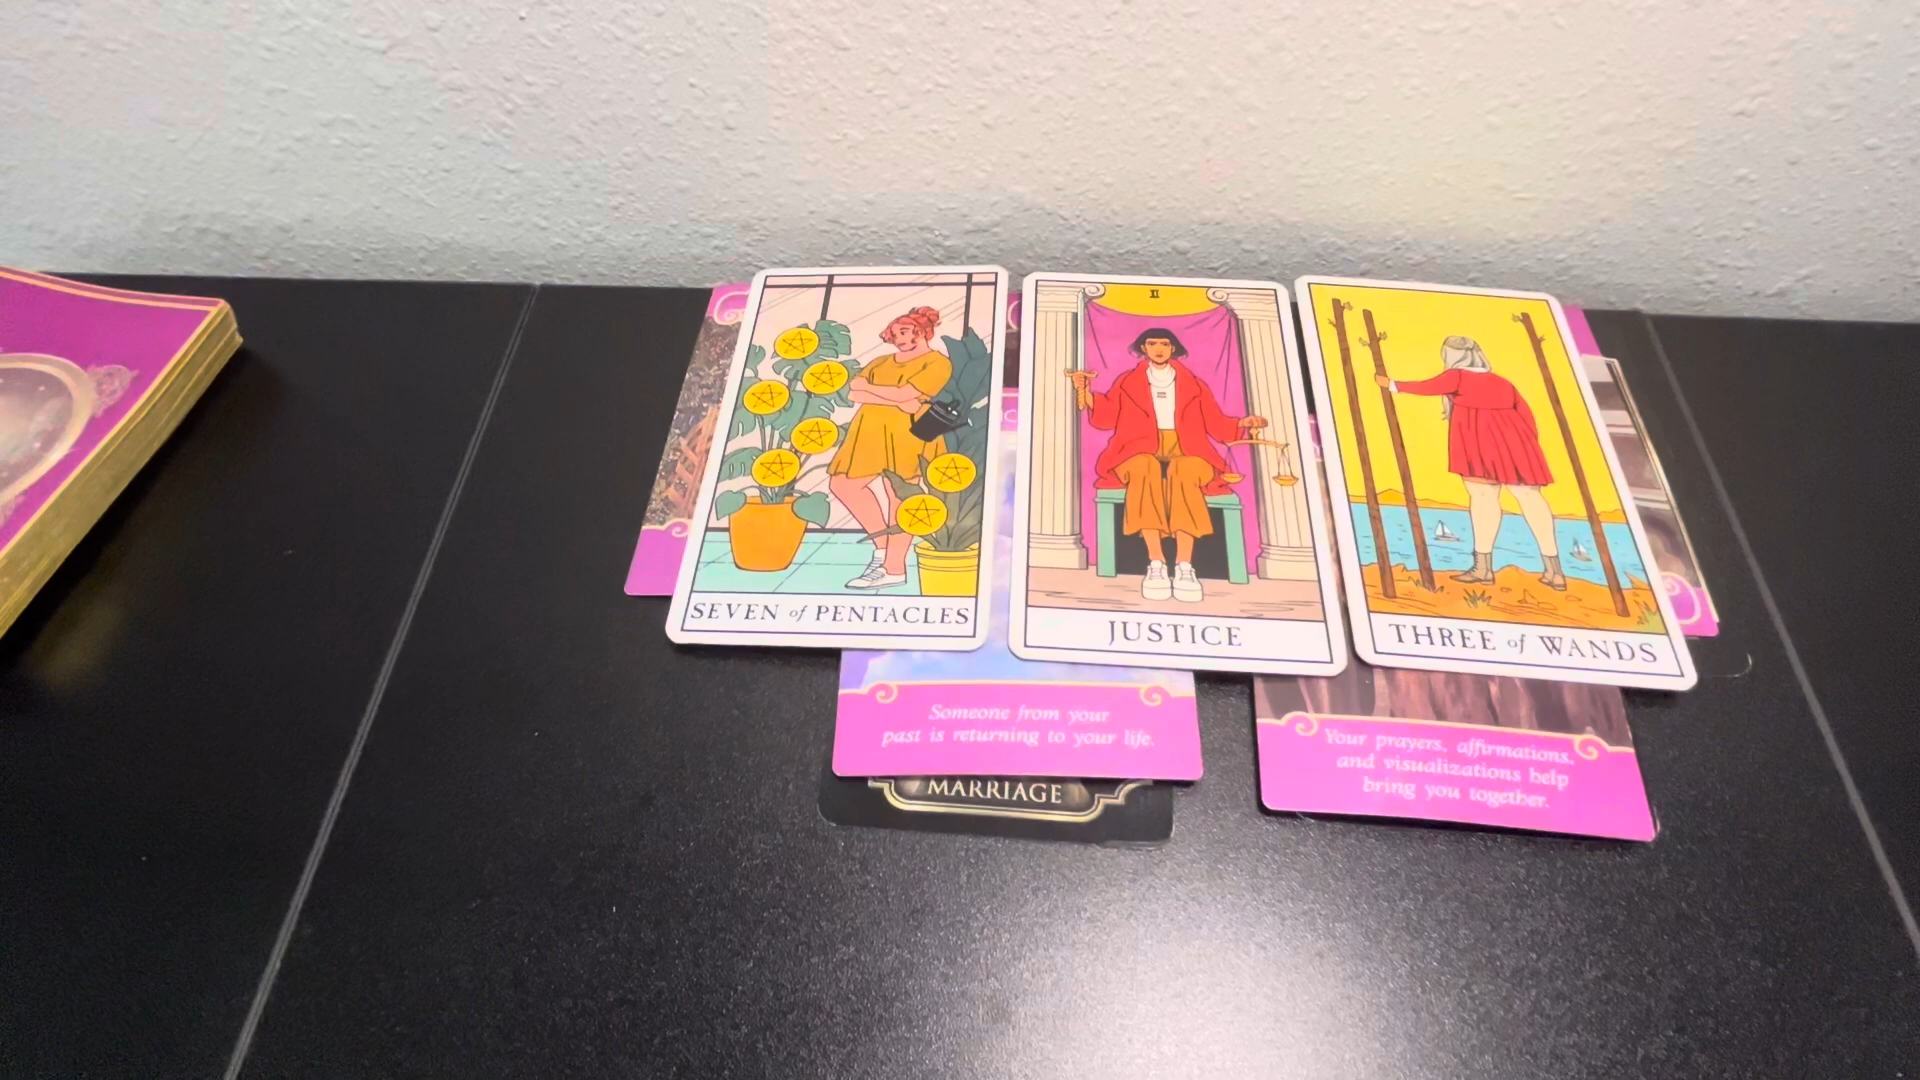 XI
SEVEN of PENTACLES
JUSTICE
THREE of WANDS
Someone from your
past is returning to your life.
MARRIAGE
Your prayers, affirmations,
and visualizations help
bring you together.